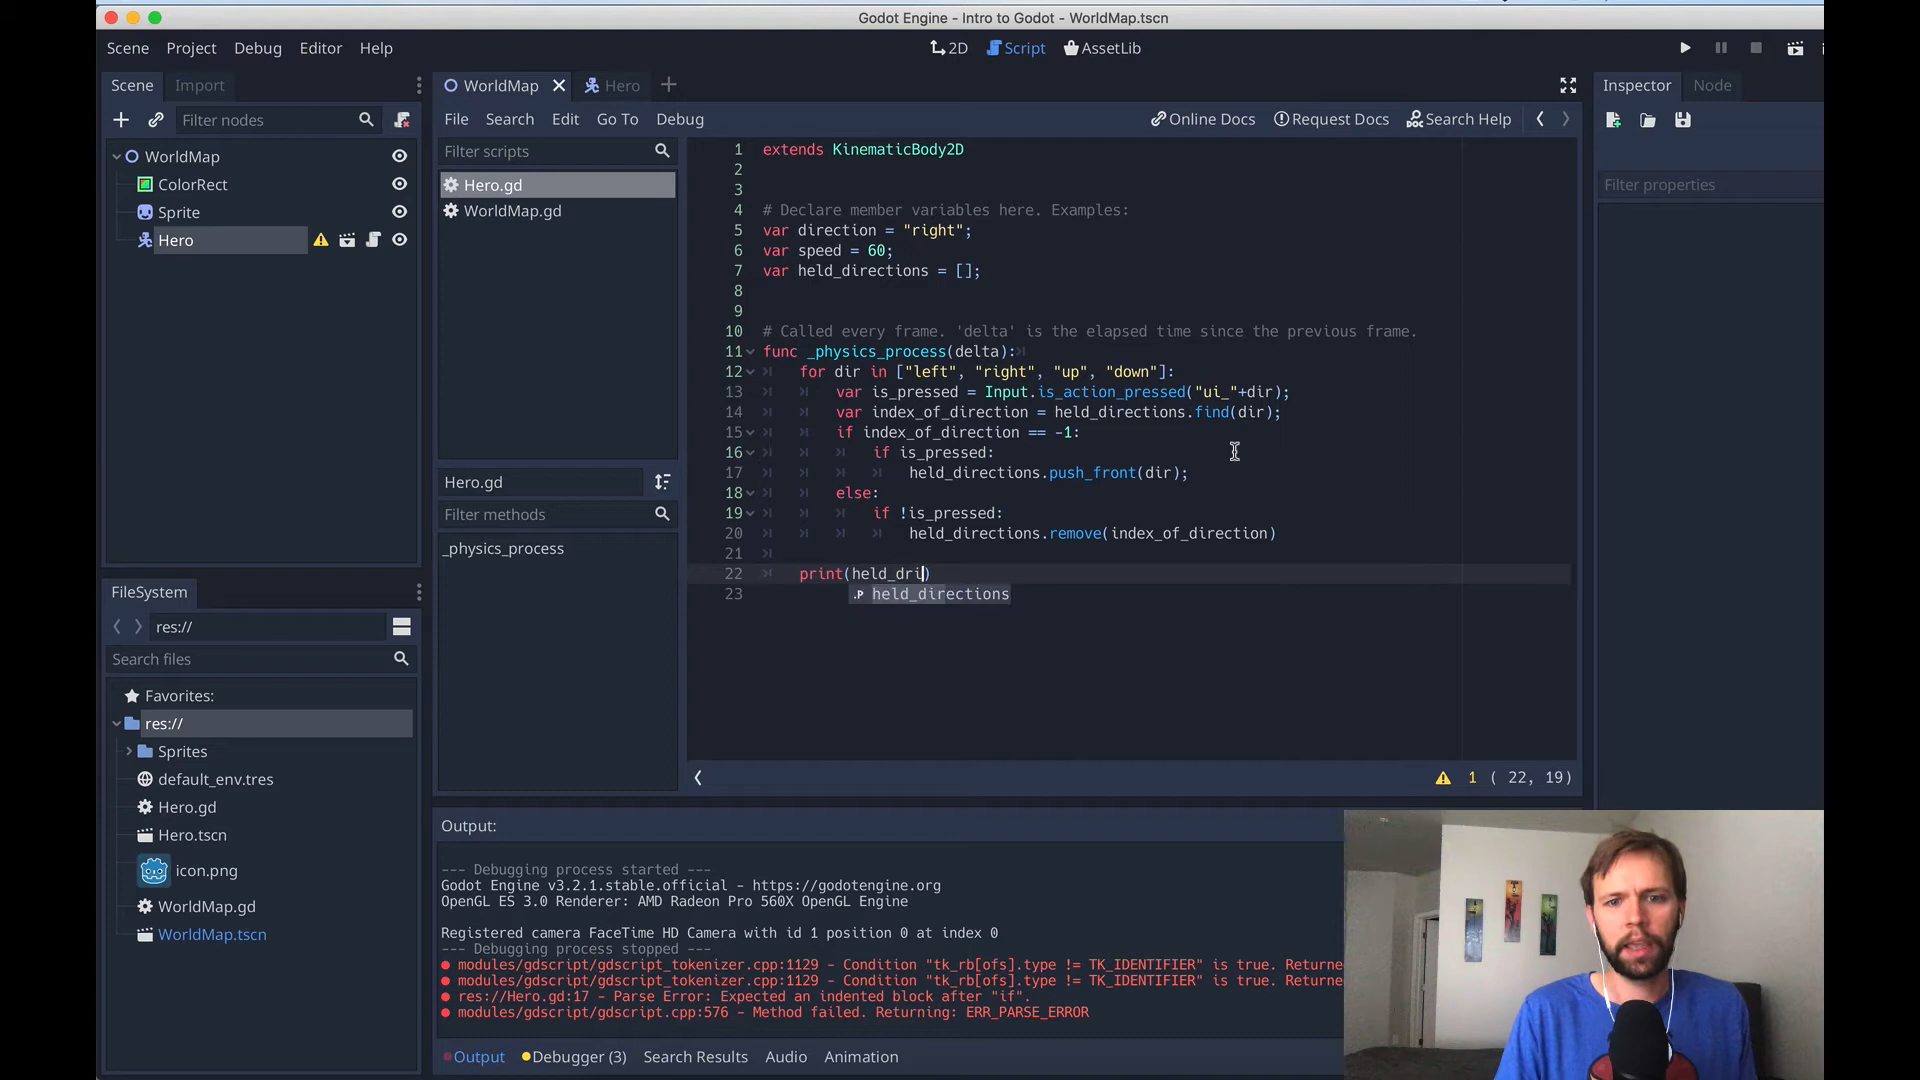 Godot Engine - Intro to Godot - WorldMap.tscn
Scene Project Debug Editor Help
2D Script AssetLib
Scene Import
WorldMap Hero
Inspector Node
Filter nodes
File Search Edit Go To Debug
Online Docs Request Docs Search Help
WorldMap
ColorRect
Sprite
Hero
Filter scripts
Hero.gd
WorldMap.gd
Hero.gd
Filter methods
_physics_process
Filter properties
1 extends KinematicBody2D
2
3
4 # Declare member variables here. Examples:
5 var direction = "right";
6 var speed = 60;
7 var held_directions = [];
8
9
10 # Called every frame. 'delta' is the elapsed time since the previous frame.
11 func _physics_process(delta):
12 for dir in ["left", "right", "up", "down"]:
13 var is_pressed = Input.is_action_pressed("ui_"+dir);
14 var index_of_direction = held_directions.find(dir);
15 if index_of_direction == -1:
16 if is_pressed:
17 held_directions.push_front(dir);
18 else:
19 if !is_pressed:
20 held_directions.remove(index_of_direction)
21
22 print(held_dri)
23
.P held_directions
1 ( 22, 19)
FileSystem
res://
Search files
Favorites:
res://
Sprites
default_env.tres
Hero.gd
Hero.tscn
icon.png
WorldMap.gd
WorldMap.tscn
Output:
--- Debugging process started ---
Godot Engine v3.2.1.stable.official - https://godotengine.org
OpenGL ES 3.0 Renderer: AMD Radeon Pro 560X OpenGL Engine
Registered camera FaceTime HD Camera with id 1 position 0 at index 0
--- Debugging process stopped ---
modules/gdscript/gdscript_tokenizer.cpp:1129 - Condition "tk_rb[ofs].type != TK_IDENTIFIER" is true. Returne
modules/gdscript/gdscript_tokenizer.cpp:1129 - Condition "tk_rb[ofs].type != TK_IDENTIFIER" is true. Returne
res://Hero.gd:17 - Parse Error: Expected an indented block after "if".
modules/gdscript/gdscript.cpp:576 - Method failed. Returning: ERR_PARSE_ERROR
Output Debugger (3) Search Results Audio Animation